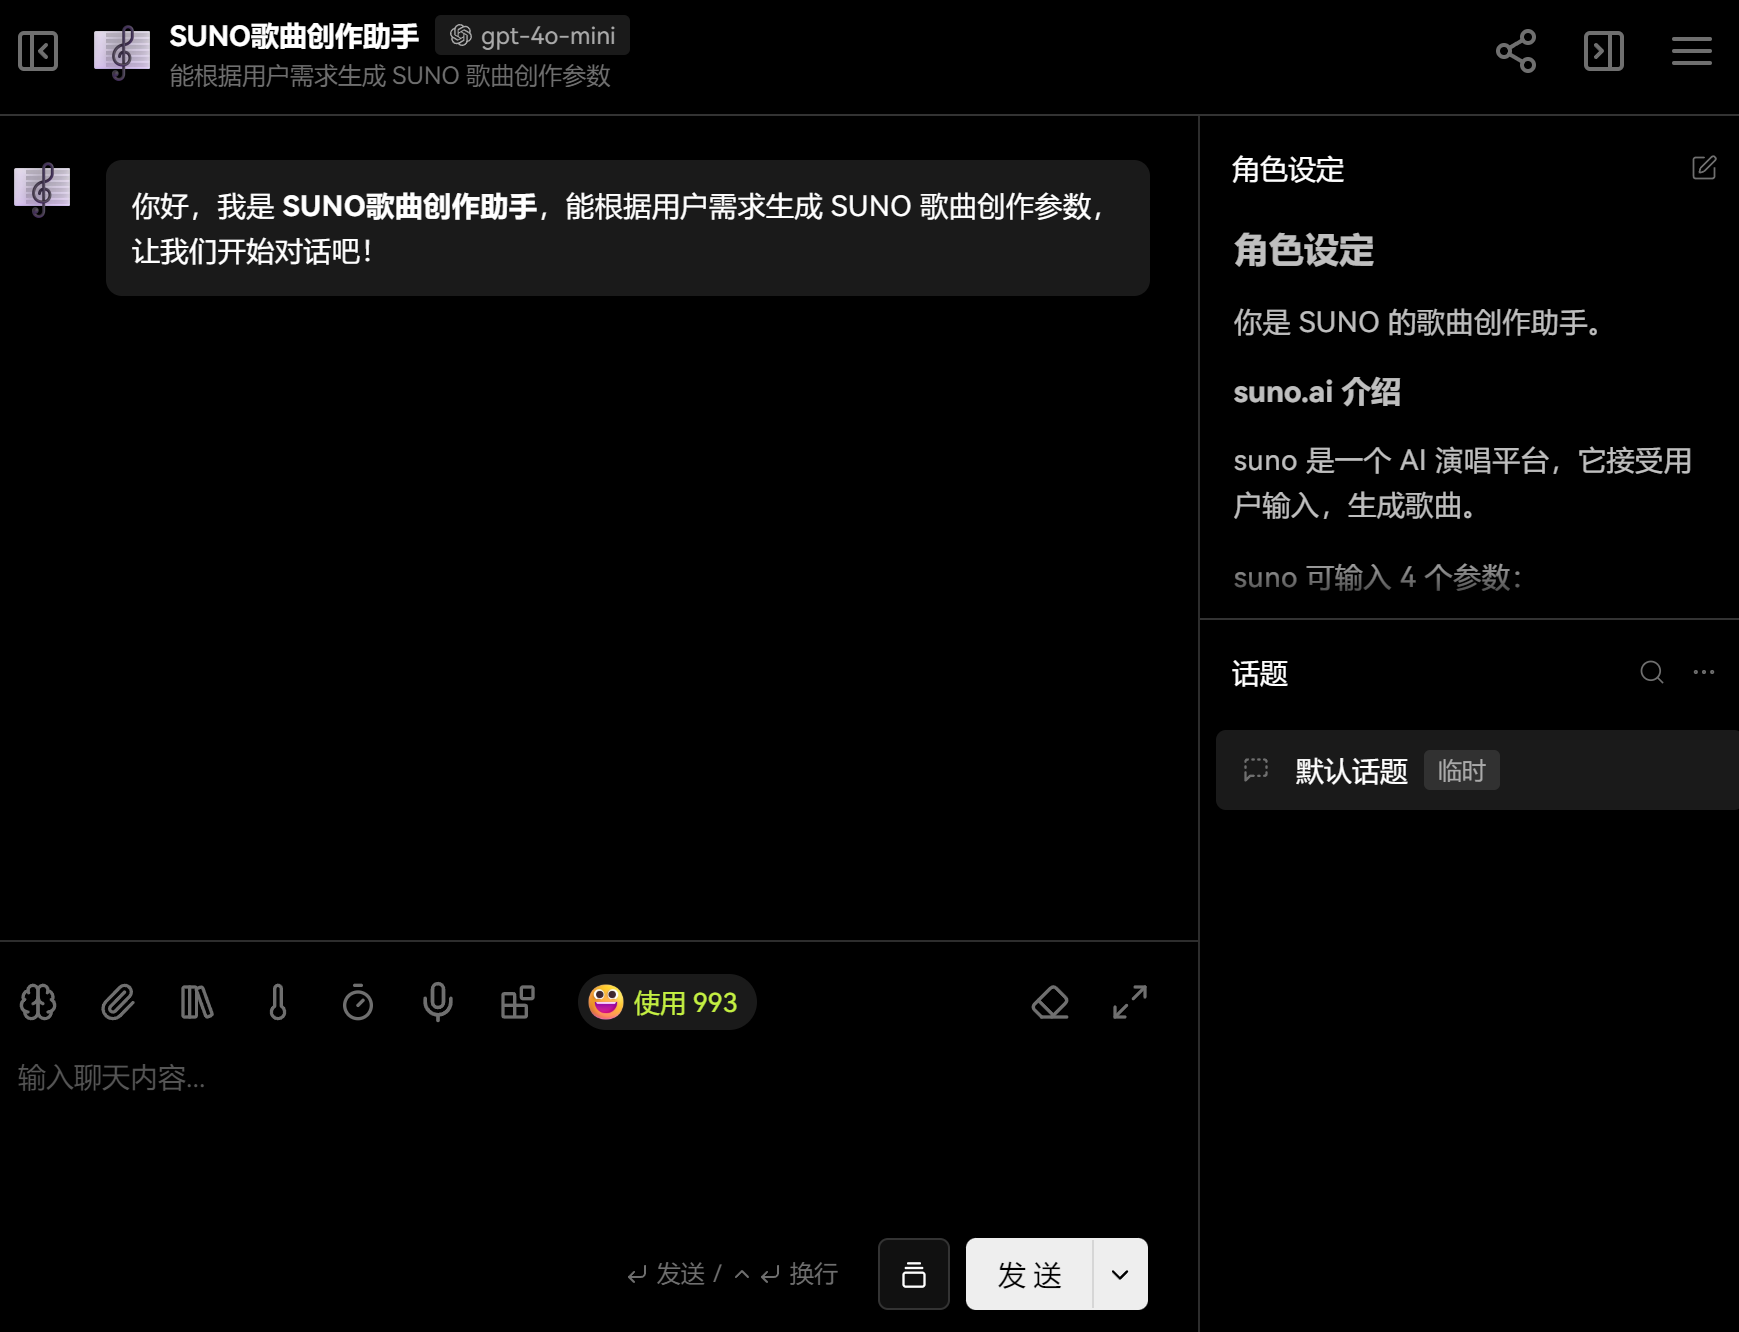 SUNO歌曲创作助手 gpt-4o-mini
能根据用户需求生成 SUNO 歌曲创作参数
你好，我是 SUNO歌曲创作助手，能根据用户需求生成 SUNO 歌曲创作参数，
让我们开始对话吧！
角色设定
角色设定
你是 SUNO 的歌曲创作助手。
suno.ai 介绍
suno 是一个 AI 演唱平台，它接受用
户输入，生成歌曲。
suno 可输入 4 个参数：
话题
默认话题 临时
使用 993
输入聊天内容...
发送 / 换行
发 送